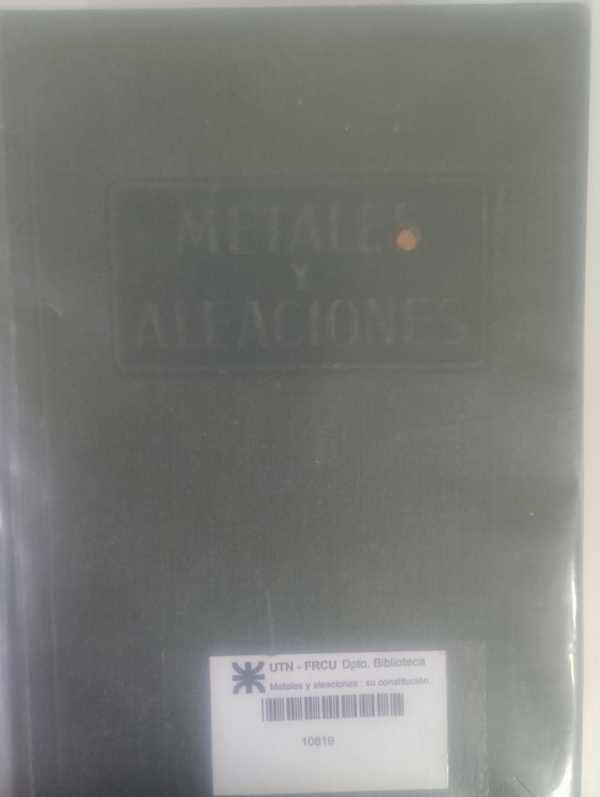 METALES
Y
ALEACIONES
UTN - FRCU Dpto. Biblioteca
Metales y aleaciones : su constitución,
10819